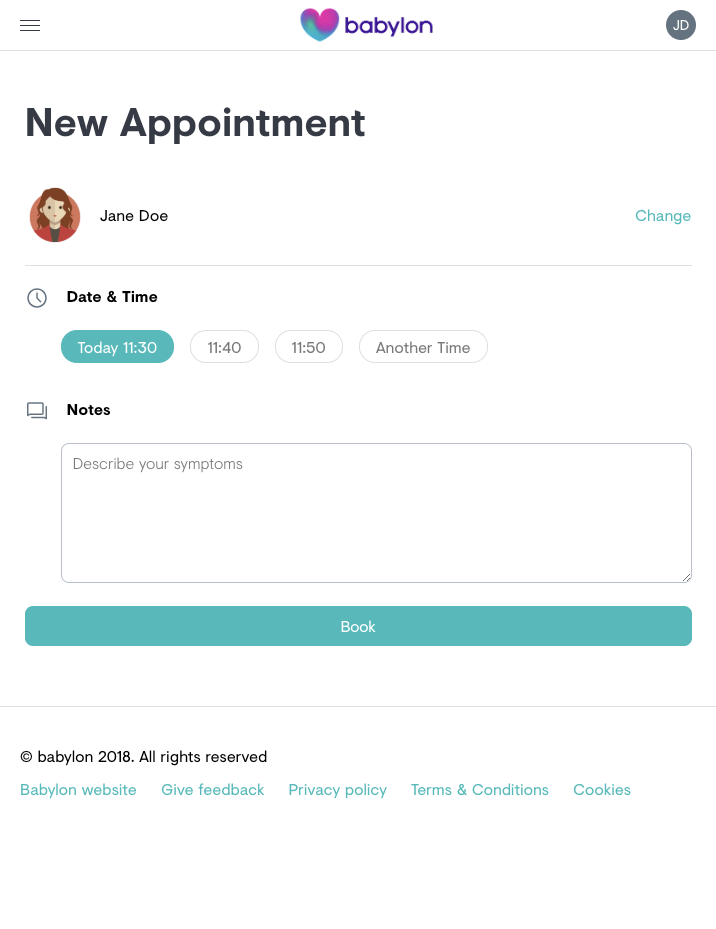 babylon
JD
New Appointment
Jane Doe
Change
Date & Time
Today 11:30 11:40 11:50 Another Time
Notes
Describe your symptoms
Book
© babylon 2018. All rights reserved
Babylon website Give feedback Privacy policy Terms & Conditions Cookies